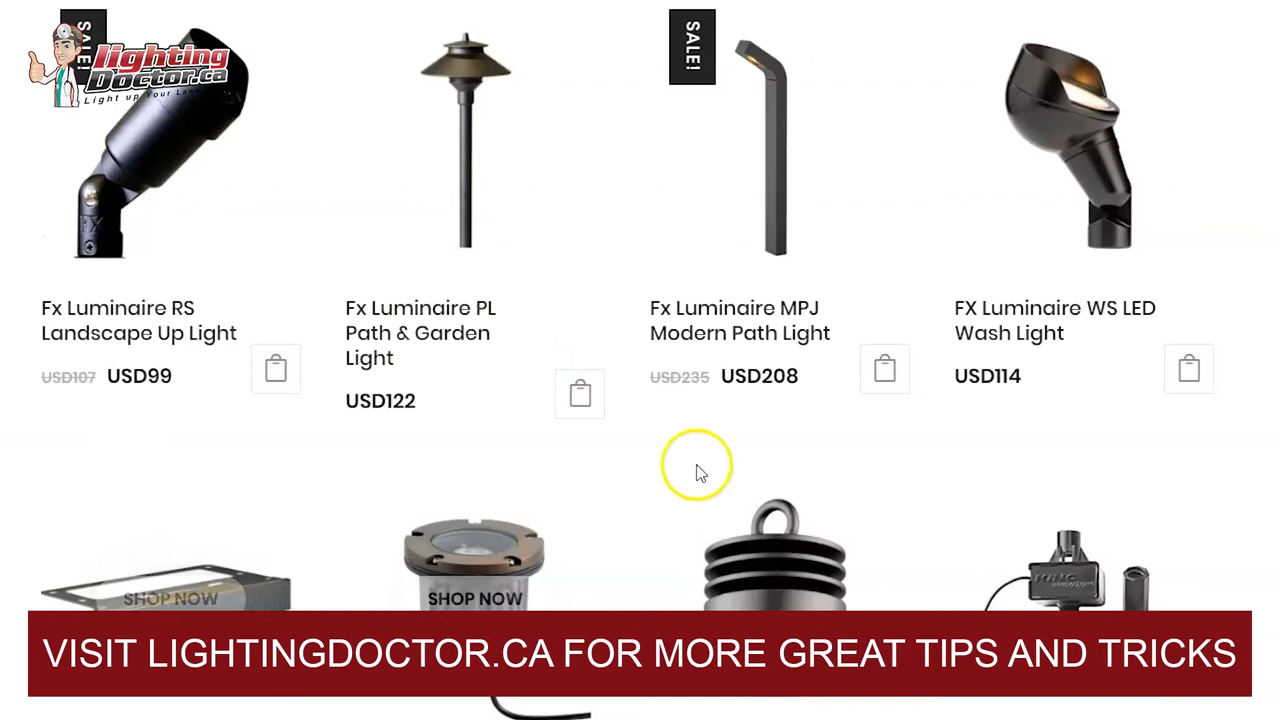 SALE!
SALE!
lighting
Doctor.ca
Light up Your Lan
FX
Fx Luminaire RS
Landscape Up Light
USD107 USD99
Fx Luminaire PL
Path & Garden
Light
USD122
Fx Luminaire MPJ
Modern Path Light
USD235 USD208
FX Luminaire WS LED
Wash Light
USD114
SHOP NOW
SHOP NOW
VISIT LIGHTINGDOCTOR.CA FOR MORE GREAT TIPS AND TRICKS